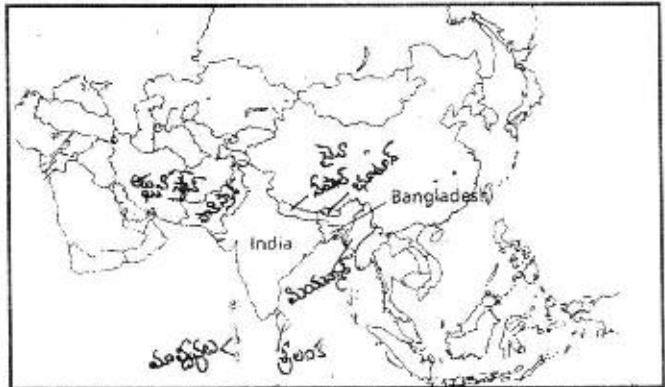 చైనా
నేపాల్
భూటాన్
ఆఫ్ఘనిస్తాన్
పాకిస్తాన్
Bangladesh
India
మయన్మార్
మాల్దీవులు
శ్రీలంక